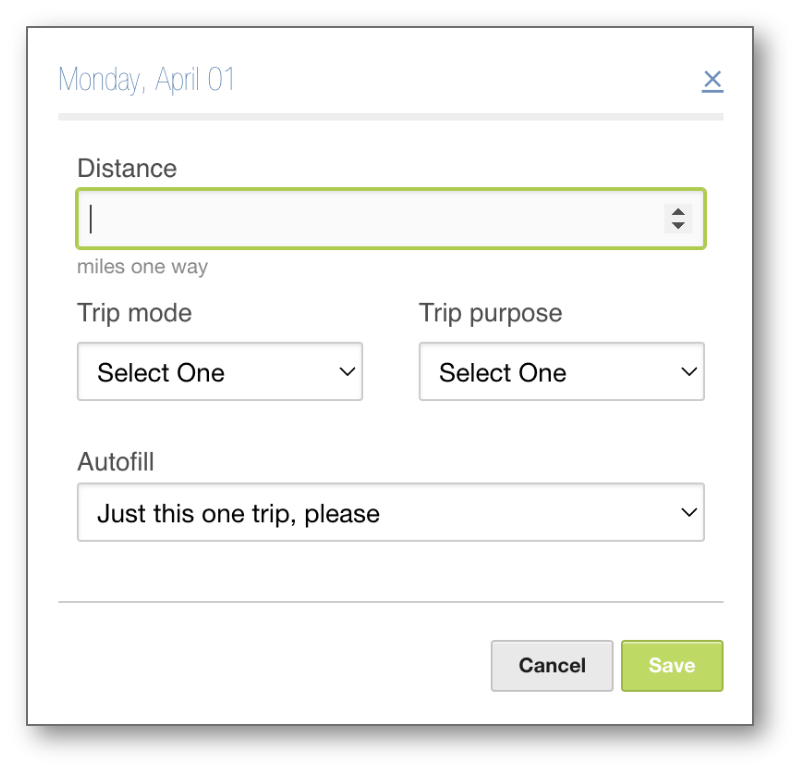 Monday, April 01
Distance
miles one way
Trip mode
Trip purpose
Select One
Select One
Autofill
Just this one trip, please
Cancel
Save